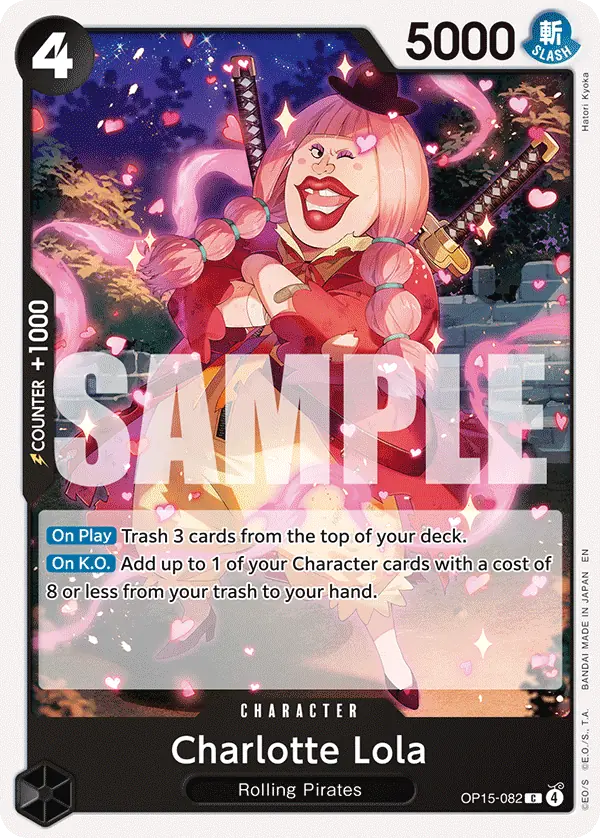 4
5000
斬
SLASH
Hatori Kyoka
COUNTER +1000
SAMPLE
On Play Trash 3 cards from the top of your deck.
On K.O. Add up to 1 of your Character cards with a cost of
8 or less from your trash to your hand.
CHARACTER
Charlotte Lola
Rolling Pirates
OP15-082 C 4
©E.O/S ©E.O./S., T.A. BANDAI MADE IN JAPAN EN